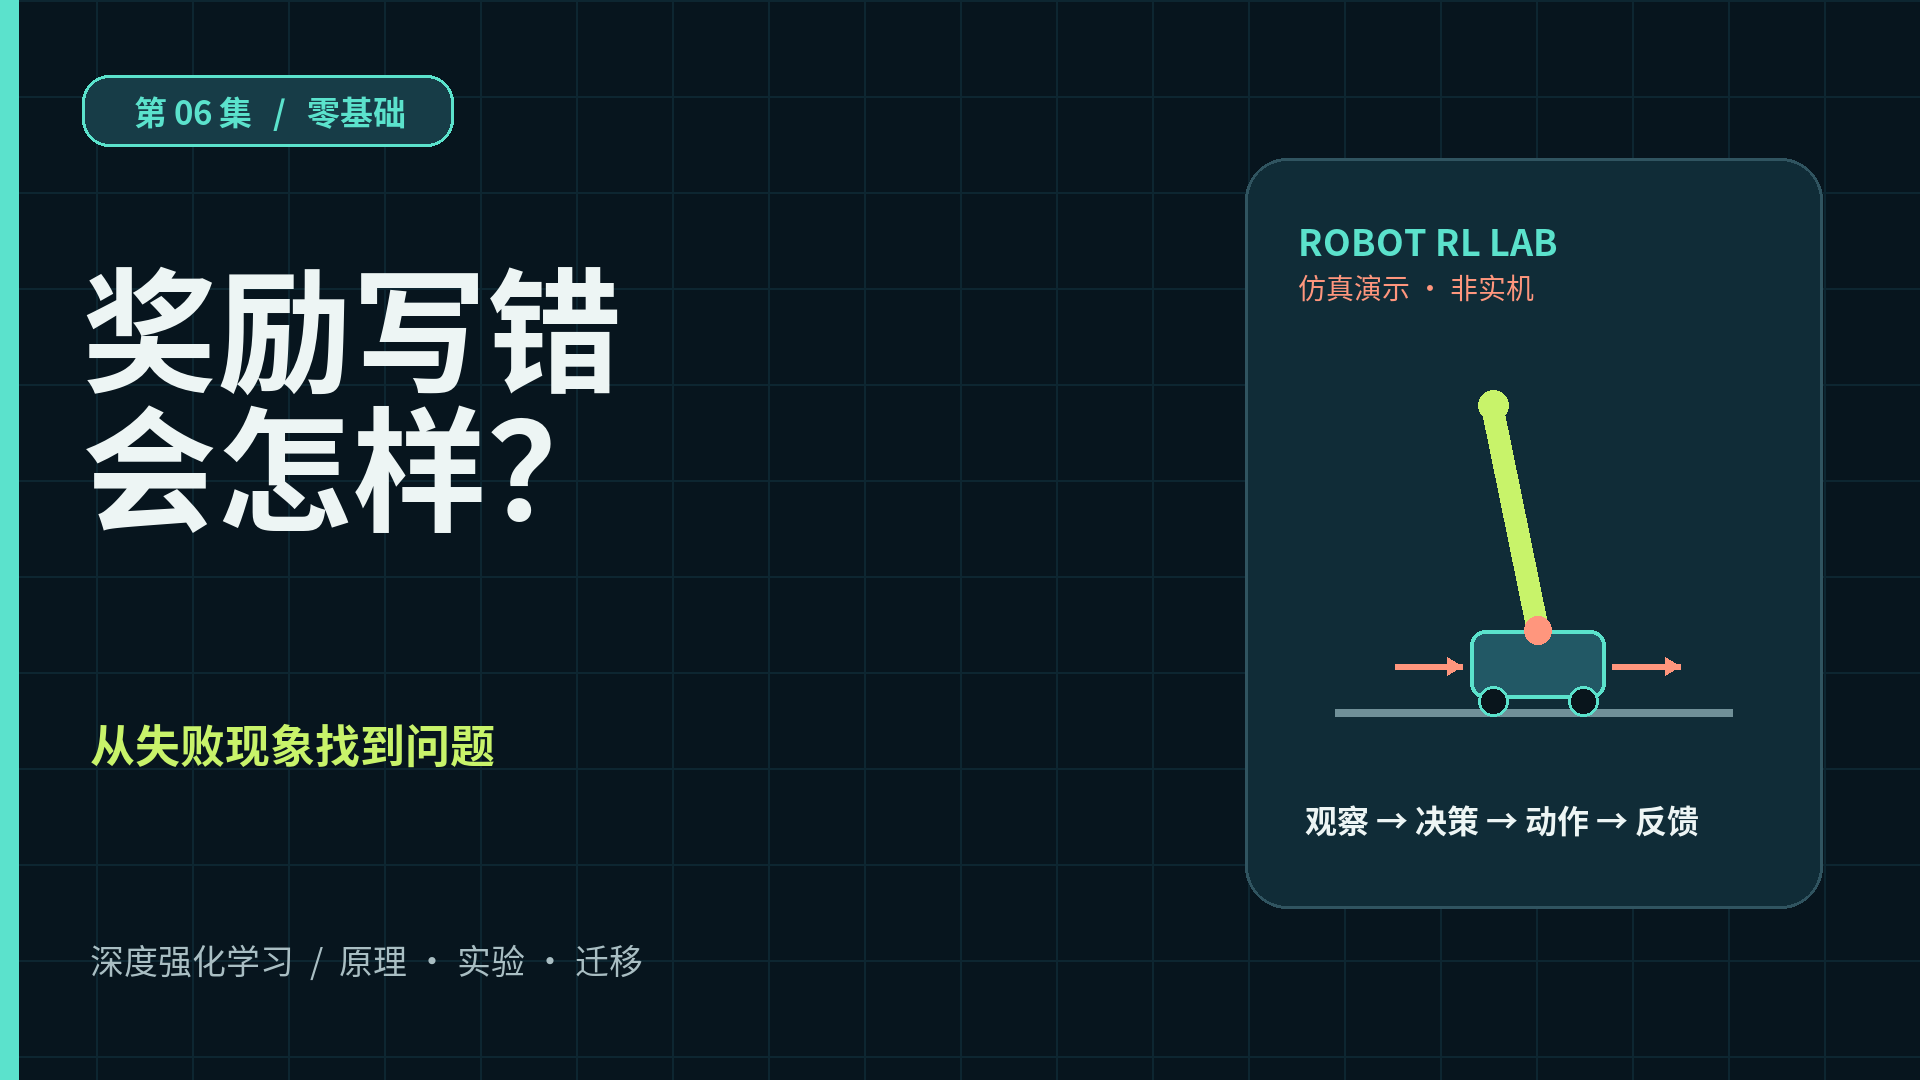 第 06 集 / 零基础
奖励写错
会怎样？
从失败现象找到问题
深度强化学习 / 原理 · 实验 · 迁移
ROBOT RL LAB
仿真演示 · 非实机
观察 → 决策 → 动作 → 反馈